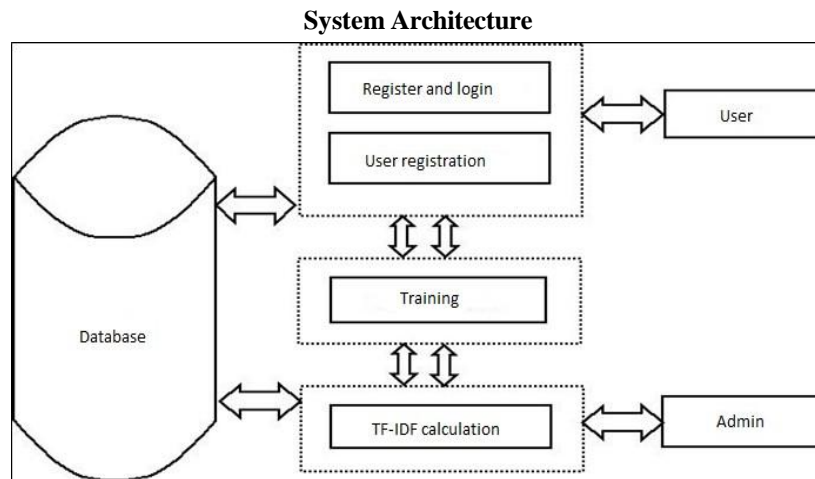 System Architecture
Register and login
User
User registration
Training
Database
TF-IDF calculation
Admin